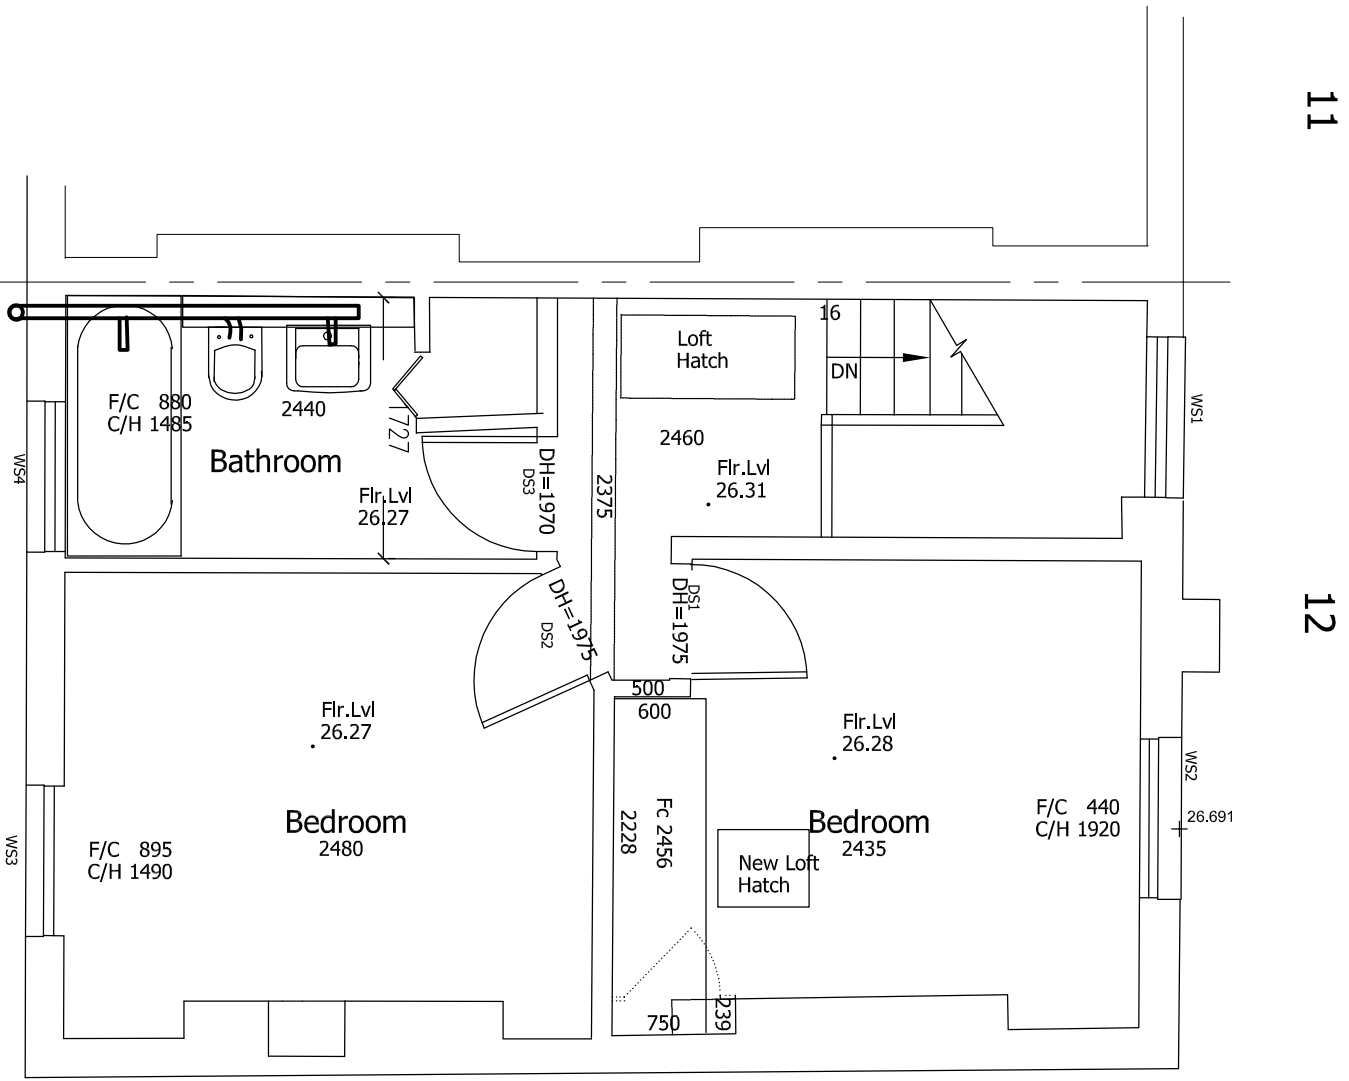 11
16
Loft
Hatch
DN
WS1
F/C 880
C/H 1485
2440
1727
2460
Bathroom
WS4
Flr.Lvl
26.27
DH=1970
DS3
2375
Flr.Lvl
26.31
DH=1975
DS2
DS1
DH=1975
12
500
600
Flr.Lvl
26.27
Flr.Lvl
26.28
WS2
26.691
Bedroom
2480
WS3
F/C 895
C/H 1490
Fc 2456
2228
Bedroom
2435
F/C 440
C/H 1920
New Loft
Hatch
750
239